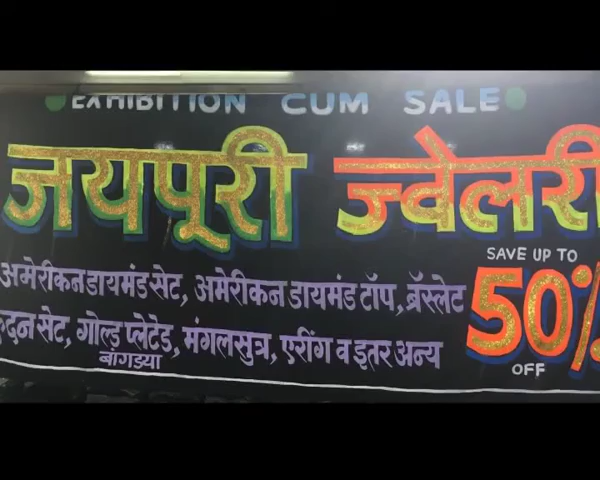 EXHIBITION CUM SALE
जयपूरी ज्वेलरी
SAVE UP TO
50%
OFF
अमेरीकन डायमंड सेट, अमेरीकन डायमंड टॉप, ब्रॅस्लेट
कुंदन सेट, गोल्ड प्लेटेड, मंगलसुत्र, एरींग व इतर अन्य
बांगडया